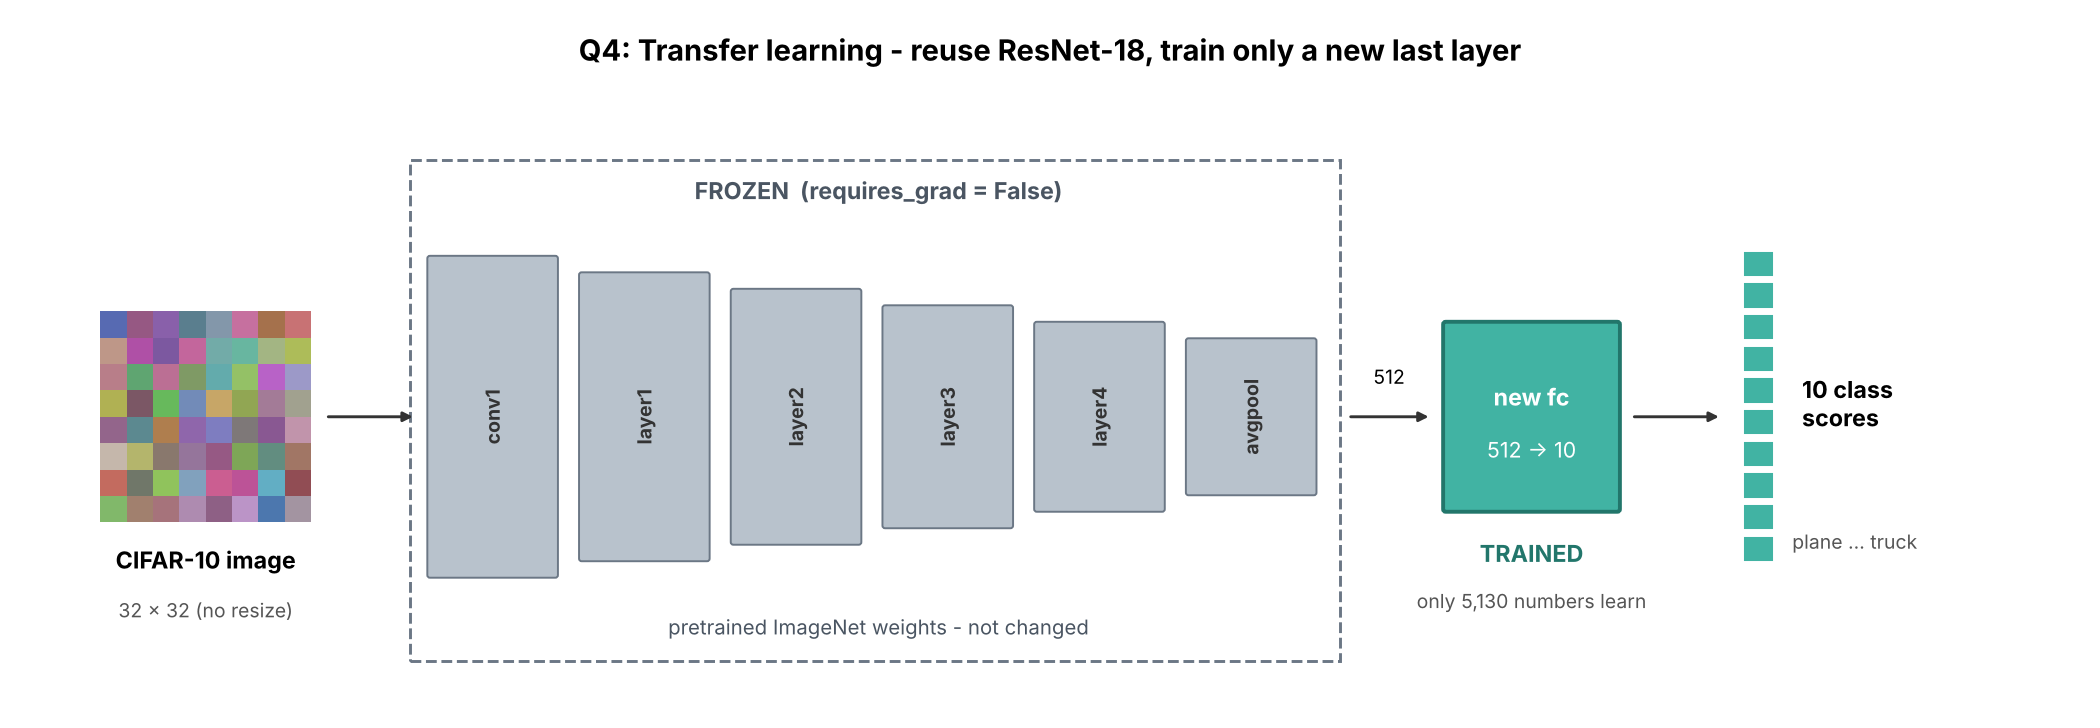 Q4: Transfer learning - reuse ResNet-18, train only a new last layer
FROZEN (requires_grad = False)
conv1
layer1
layer2
layer3
layer4
avgpool
pretrained ImageNet weights - not changed
CIFAR-10 image
32 × 32 (no resize)
512
new fc
512 → 10
TRAINED
only 5,130 numbers learn
10 class
scores
plane ... truck